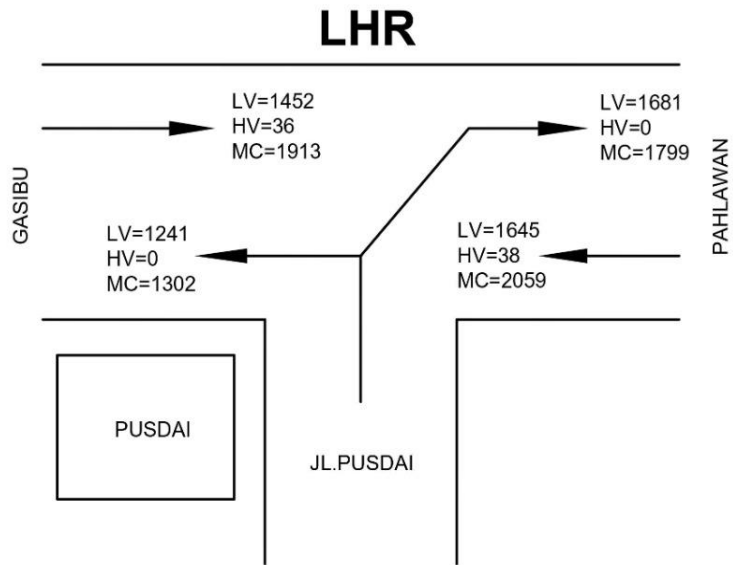 LHR
LV=1452
HV=36
MC=1913
LV=1681
HV=0
MC=1799
GASIBU
PAHLAWAN
LV=1241
HV=0
MC=1302
LV=1645
HV=38
MC=2059
PUSDAI
JL.PUSDAI